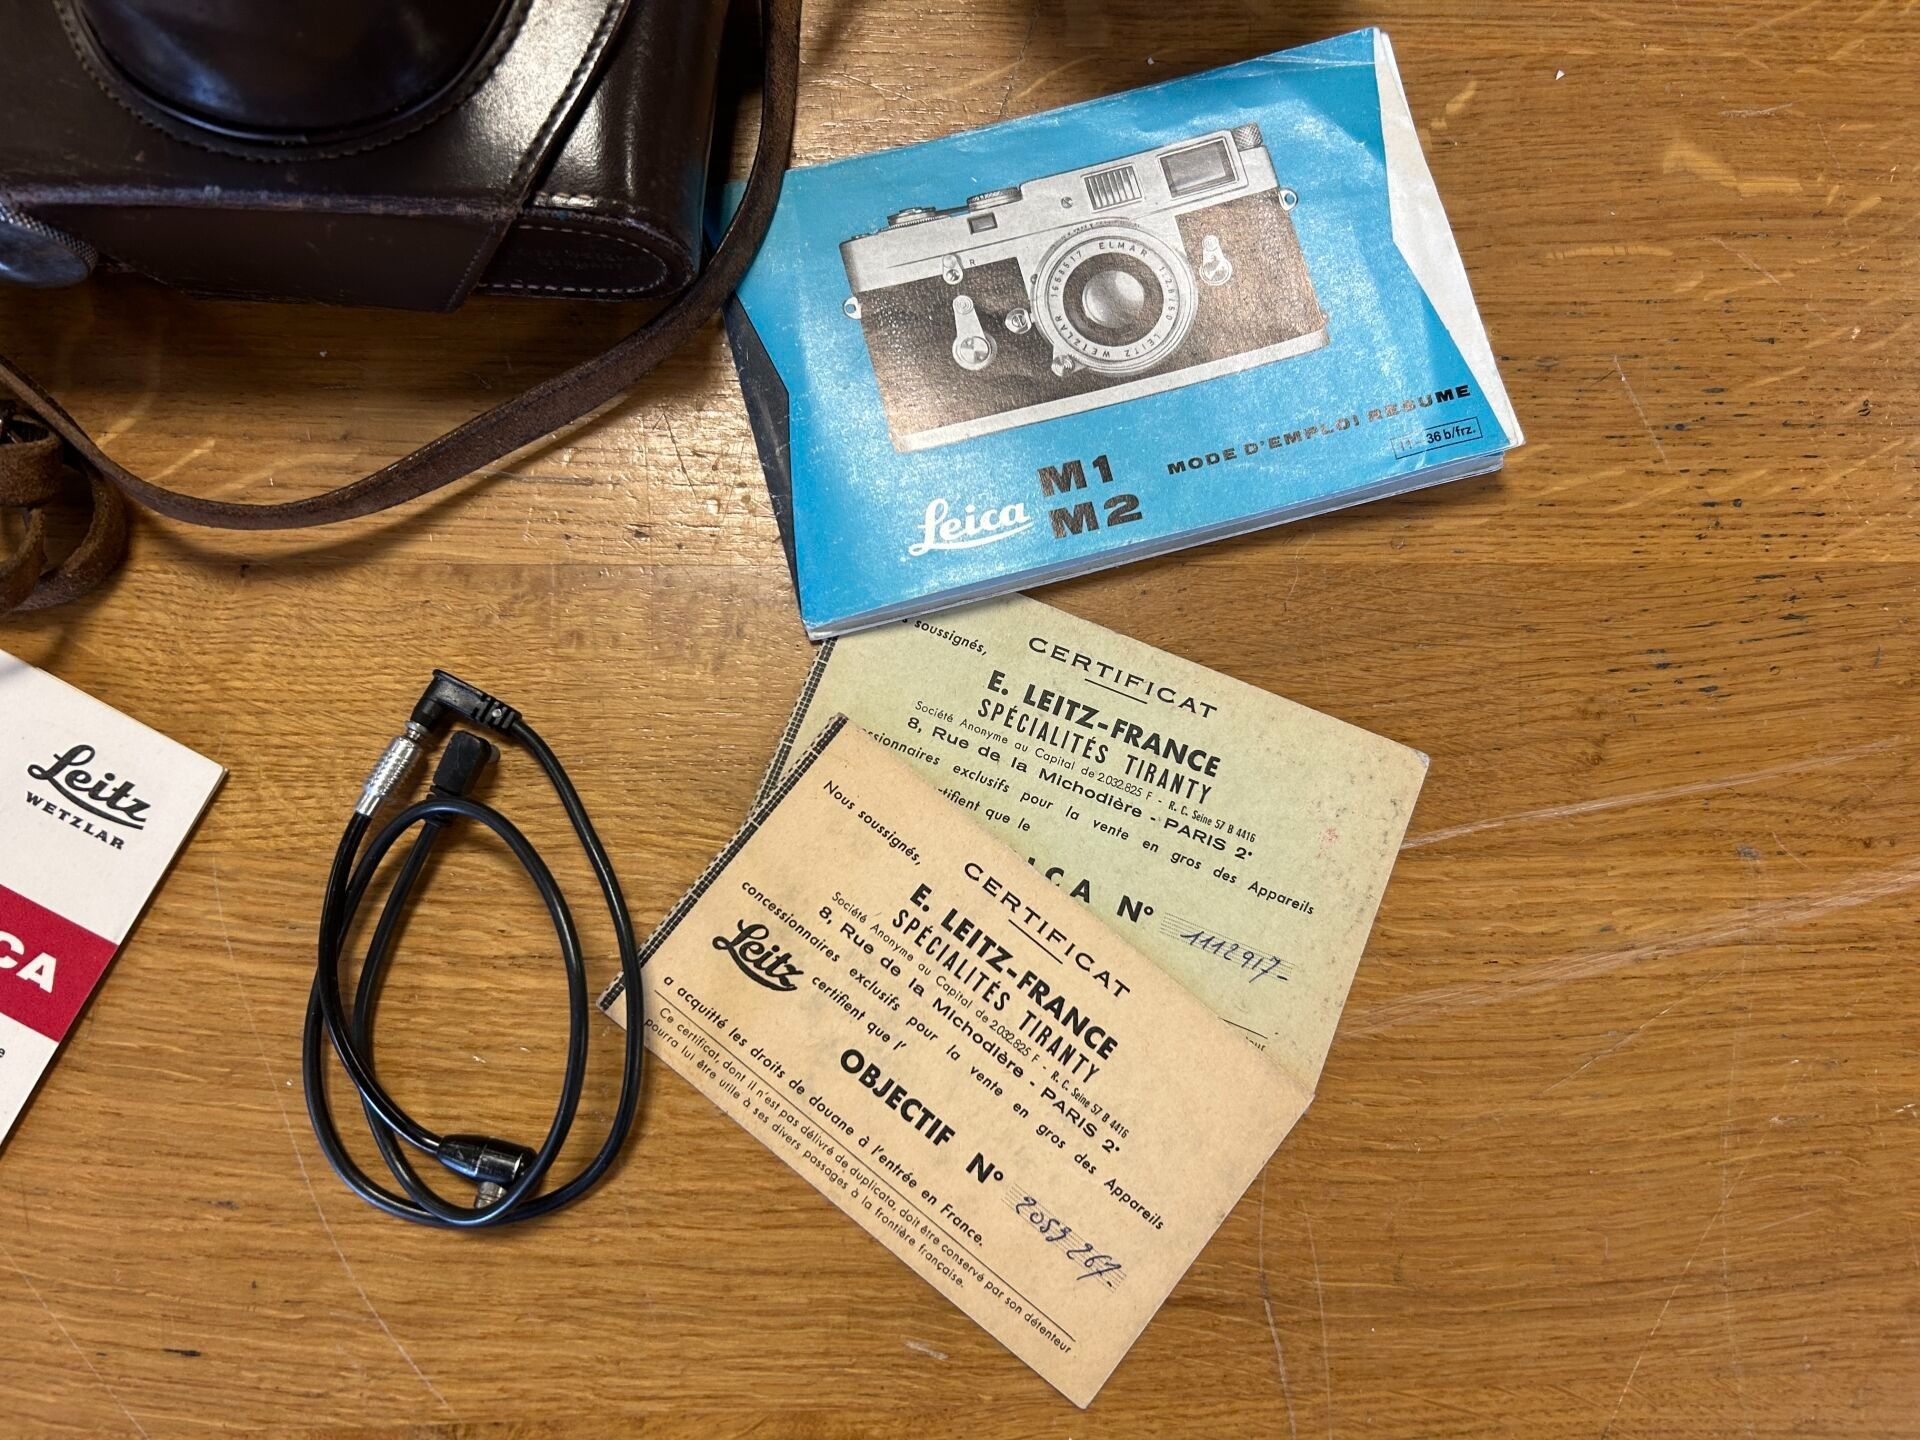 ELMAR 1:2,8/50 LEITZ WETZLAR 1658517
R
MODE D'EMPLOI RESUME
11-36 b/frz.
Leica M1
M2
soussignés,
CERTIFICAT
E. LEITZ-FRANCE
SPÉCIALITÉS TIRANTY
Société Anonyme au Capital de 2.032.825 F - R. C. Seine 57 B 4416
8, Rue de la Michodière - PARIS 2e
exclusifs pour la vente en gros des Appareils
que le
CA N° 1112917-
Nous soussignés,
CERTIFICAT
E. LEITZ-FRANCE
SPÉCIALITÉS TIRANTY
Société Anonyme au Capital de 2.032.825 F - R. C. Seine 57 B 4416
8, Rue de la Michodière - PARIS 2e
concessionnaires exclusifs pour la vente en gros des Appareils
Leitz certifient que l'
OBJECTIF N° 2053267-
a acquitté les droits de douane à l'entrée en France.
Ce certificat, dont il n'est pas délivré de duplicata, doit être conservé par son détenteur
pourra lui être utile à ses divers passages à la frontière française.
Leitz
WETZLAR
CA